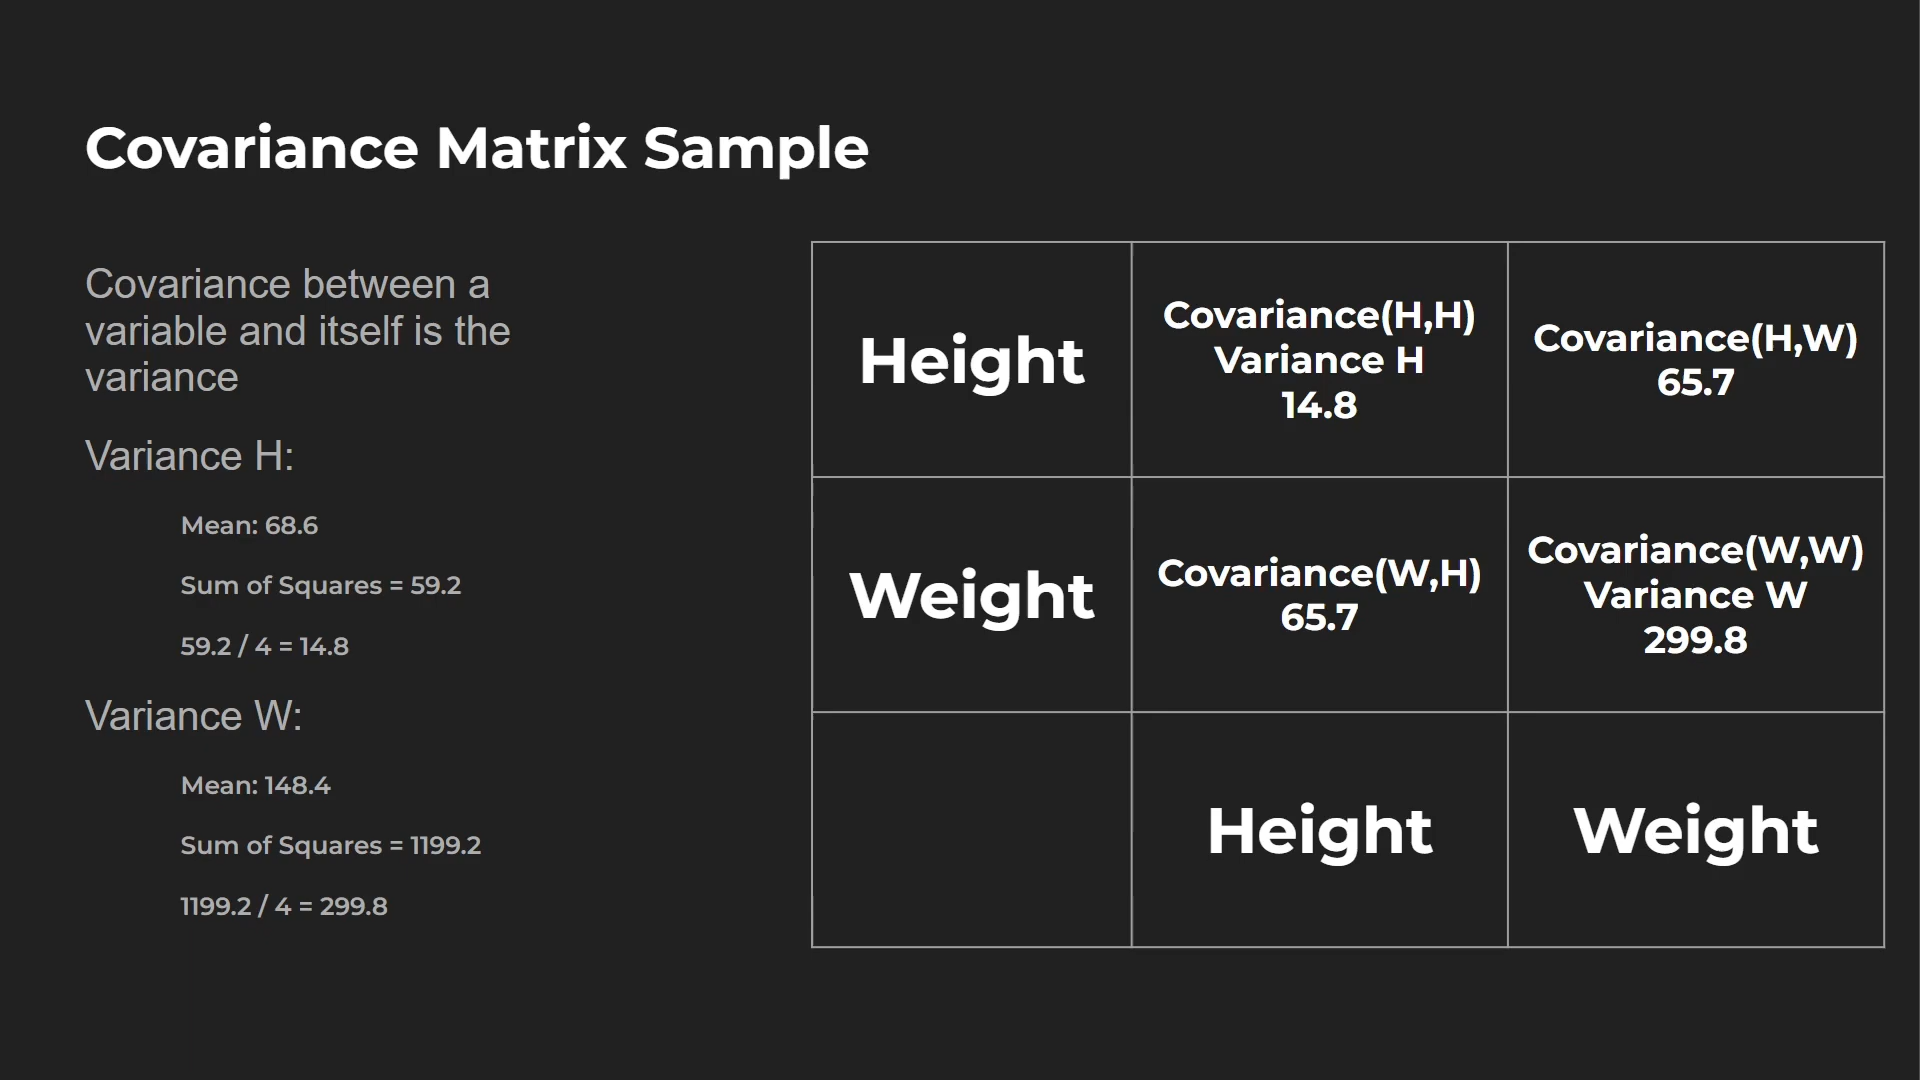 Covariance Matrix Sample
Covariance between a
variable and itself is the
variance
Variance H:
Mean: 68.6
Sum of Squares = 59.2
59.2 / 4 = 14.8
Variance W:
Mean: 148.4
Sum of Squares = 1199.2
1199.2 / 4 = 299.8
Height
Covariance(H,H)
Variance H
14.8
Covariance(H,W)
65.7
Weight
Covariance(W,H)
65.7
Covariance(W,W)
Variance W
299.8
Height
Weight